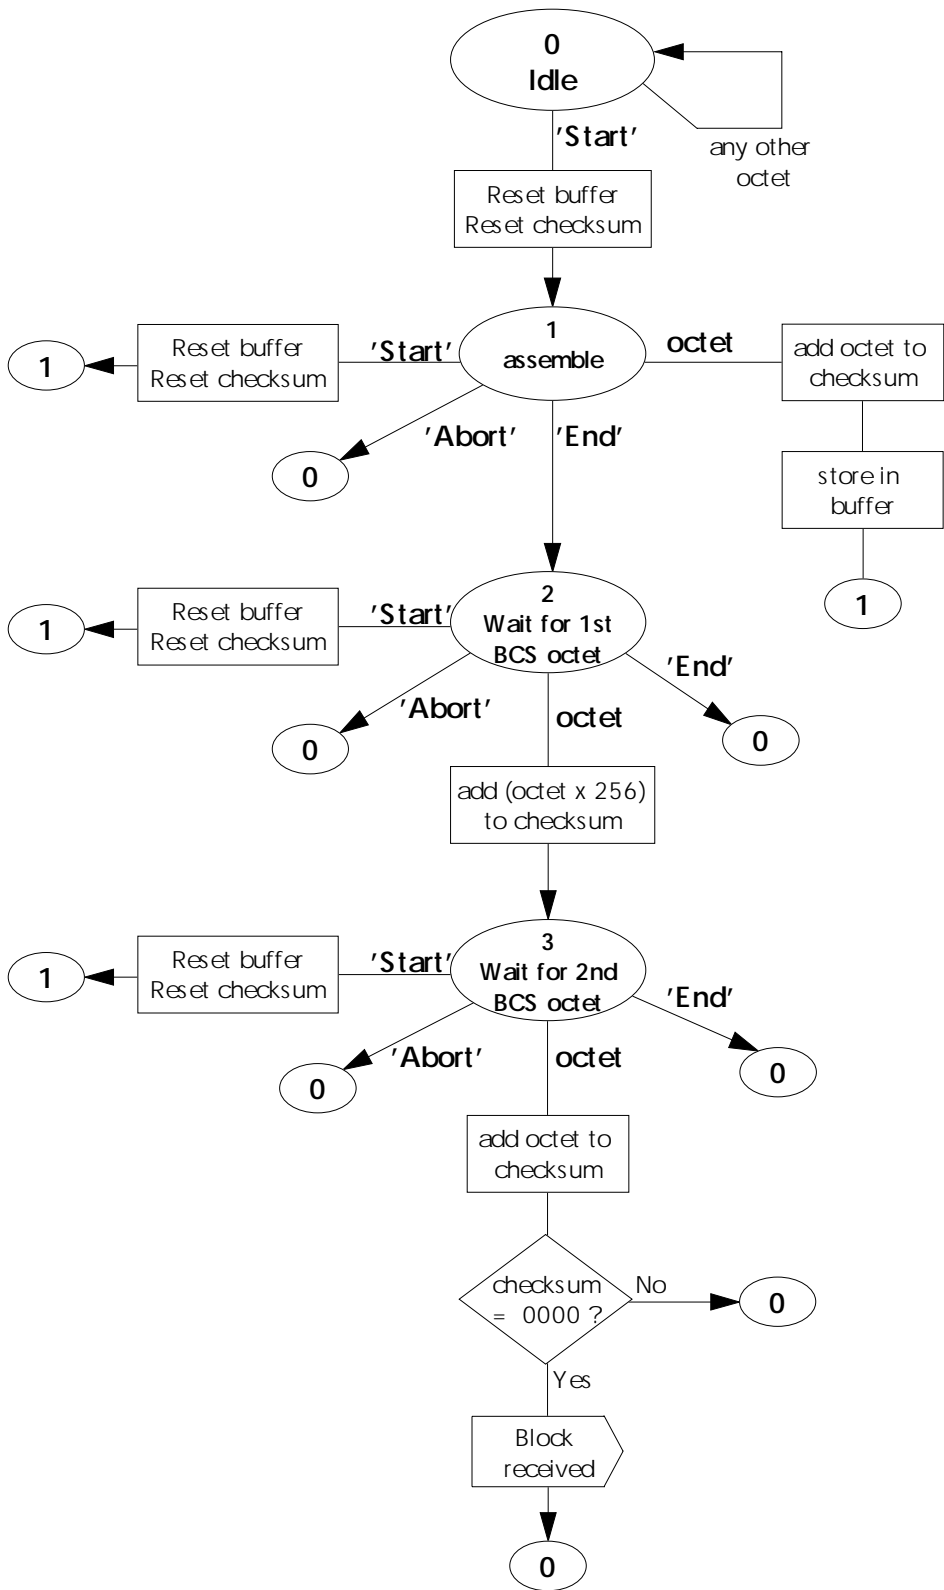 0
Idle
'Start'
any other
octet
Reset buffer
Reset checksum
1
assemble
'Start'
Reset buffer
Reset checksum
1
octet
add octet to
checksum
'Abort'
'End'
0
store in
buffer
1
2
Wait for 1st
BCS octet
'Start'
Reset buffer
Reset checksum
1
'End'
'Abort'
octet
0
0
add (octet x 256)
to checksum
3
Wait for 2nd
BCS octet
'Start'
Reset buffer
Reset checksum
1
'End'
'Abort'
octet
0
0
add octet to
checksum
checksum
= 0000 ?
No
0
Yes
Block
received
0